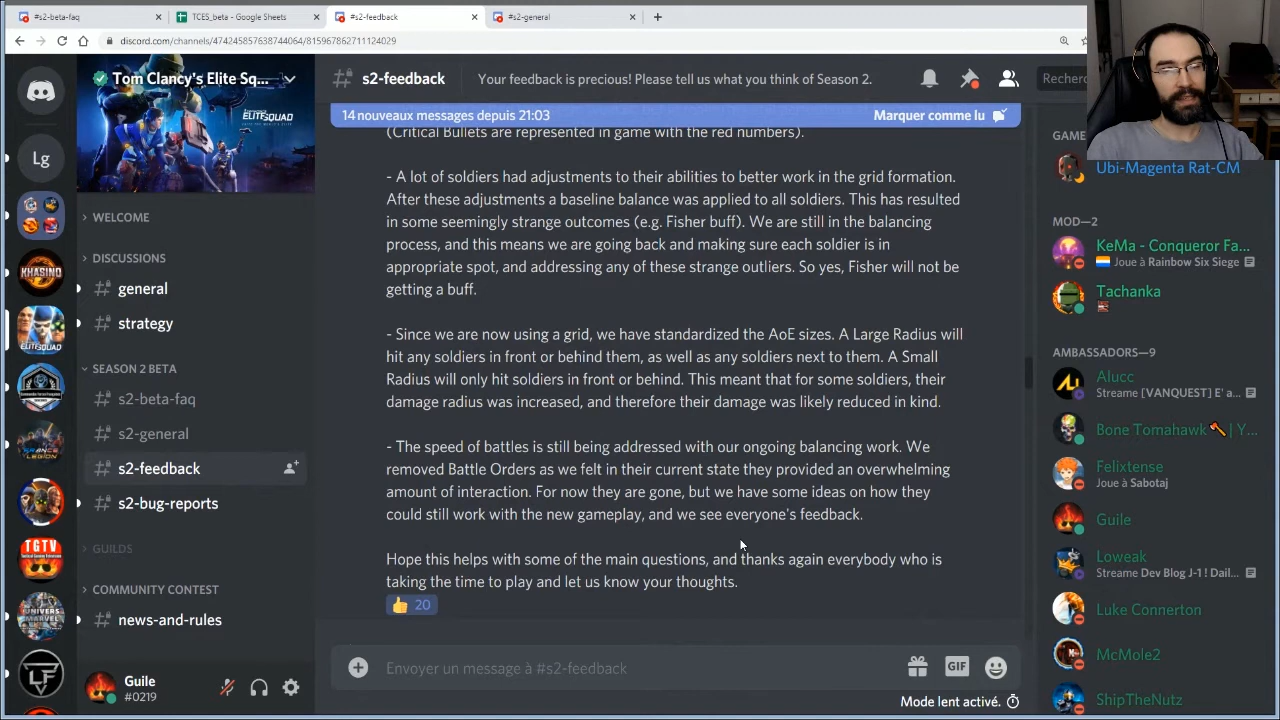 #s2-beta-faq
TCES_beta - Google Sheets
#s2-feedback
#s2-general
discord.com/channels/474245857638744064/815967862711124029
Tom Clancy's Elite Sq...
s2-feedback
Your feedback is precious! Please tell us what you think of Season 2.
Recherc
14 nouveaux messages depuis 21:03
Marquer comme lu
ELITE SQUAD
Lg
KHASINO
ELITESQUAD
TGTV
UNIVERS
MARVEL
WELCOME
DISCUSSIONS
general
strategy
SEASON 2 BETA
s2-beta-faq
s2-general
s2-feedback
s2-bug-reports
GUILDS
COMMUNITY CONTEST
news-and-rules
Guile
#0219
(Critical Bullets are represented in game with the red numbers).
- A lot of soldiers had adjustments to their abilities to better work in the grid formation.
After these adjustments a baseline balance was applied to all soldiers. This has resulted
in some seemingly strange outcomes (e.g. Fisher buff). We are still in the balancing
process, and this means we are going back and making sure each soldier is in
appropriate spot, and addressing any of these strange outliers. So yes, Fisher will not be
getting a buff.
- Since we are now using a grid, we have standardized the AoE sizes. A Large Radius will
hit any soldiers in front or behind them, as well as any soldiers next to them. A Small
Radius will only hit soldiers in front or behind. This meant that for some soldiers, their
damage radius was increased, and therefore their damage was likely reduced in kind.
- The speed of battles is still being addressed with our ongoing balancing work. We
removed Battle Orders as we felt in their current state they provided an overwhelming
amount of interaction. For now they are gone, but we have some ideas on how they
could still work with the new gameplay, and we see everyone's feedback.
Hope this helps with some of the main questions, and thanks again everybody who is
taking the time to play and let us know your thoughts.
20
Envoyer un message à #s2-feedback
GIF
Mode lent activé.
GAME
Ubi-Magenta Rat-CM
MOD—2
KeMa - Conqueror Fa...
Joue à Rainbow Six Siege
Tachanka
AMBASSADORS—9
Alucc
Streame [VANQUEST] E' a...
Bone Tomahawk | Y...
Felixtense
Joue à Sabotaj
Guile
Loweak
Streame Dev Blog J-1 ! Dail...
Luke Connerton
McMole2
ShipTheNutz